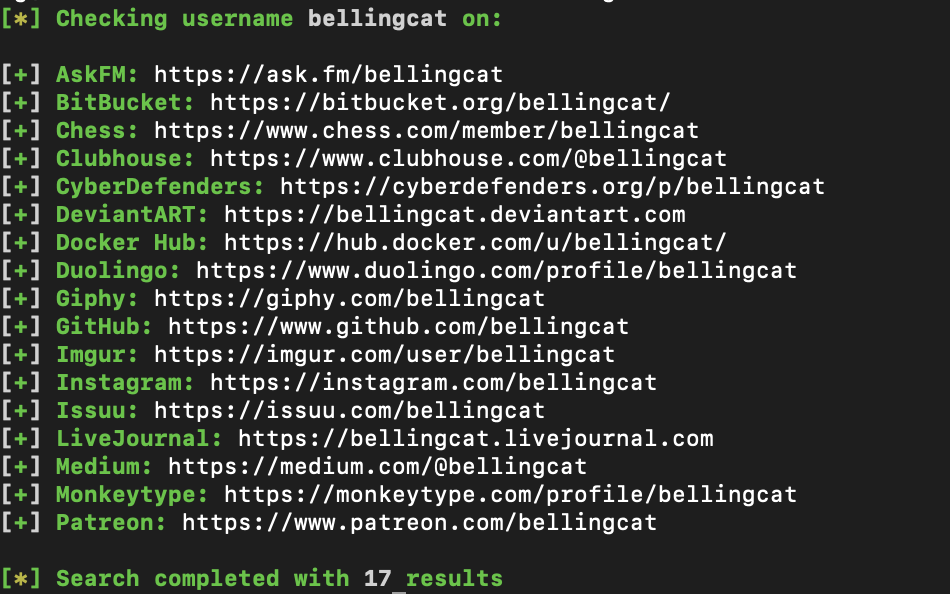 [*] Checking username bellingcat on:
[+] AskFM: https://ask.fm/bellingcat
[+] BitBucket: https://bitbucket.org/bellingcat/
[+] Chess: https://www.chess.com/member/bellingcat
[+] Clubhouse: https://www.clubhouse.com/@bellingcat
[+] CyberDefenders: https://cyberdefenders.org/p/bellingcat
[+] DeviantART: https://bellingcat.deviantart.com
[+] Docker Hub: https://hub.docker.com/u/bellingcat/
[+] Duolingo: https://www.duolingo.com/profile/bellingcat
[+] Giphy: https://giphy.com/bellingcat
[+] GitHub: https://www.github.com/bellingcat
[+] Imgur: https://imgur.com/user/bellingcat
[+] Instagram: https://instagram.com/bellingcat
[+] Issuu: https://issuu.com/bellingcat
[+] LiveJournal: https://bellingcat.livejournal.com
[+] Medium: https://medium.com/@bellingcat
[+] Monkeytype: https://monkeytype.com/profile/bellingcat
[+] Patreon: https://www.patreon.com/bellingcat
[*] Search completed with 17 results